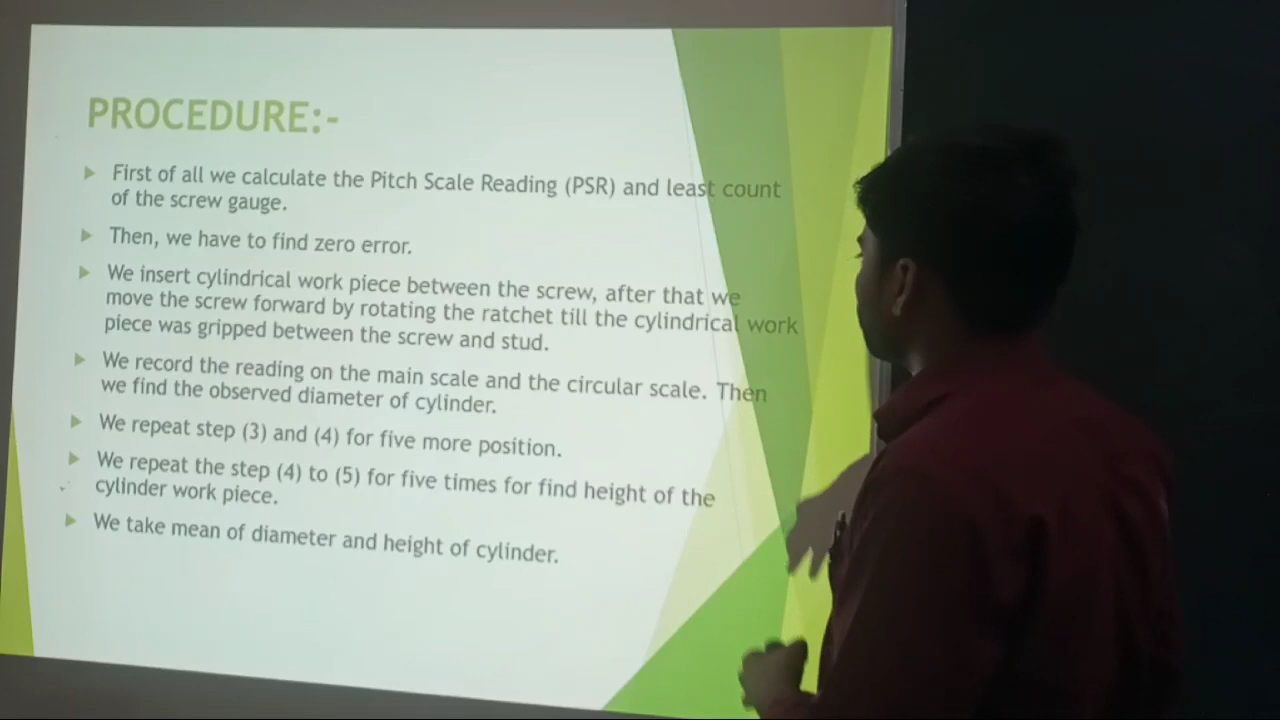 PROCEDURE:-
First of all we calculate the Pitch Scale Reading (PSR) and least count
of the screw gauge.
Then, we have to find zero error.
We insert cylindrical work piece between the screw, after that we
move the screw forward by rotating the ratchet till the cylindrical work
piece was gripped between the screw and stud.
We record the reading on the main scale and the circular scale. Then
we find the observed diameter of cylinder.
We repeat step (3) and (4) for five more position.
We repeat the step (4) to (5) for five times for find height of the
cylinder work piece.
We take mean of diameter and height of cylinder.